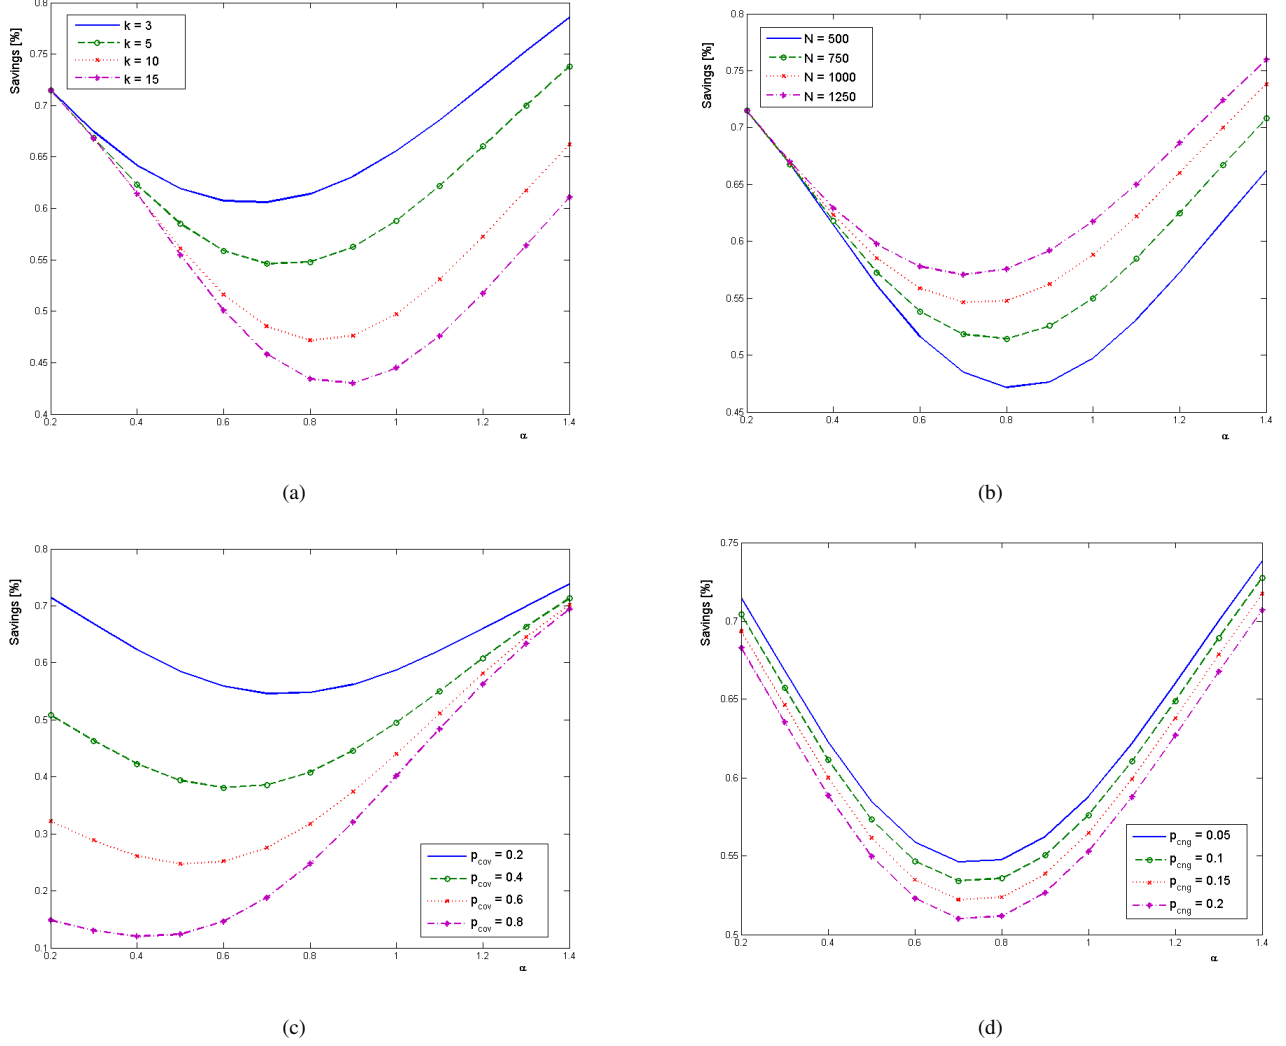 0.8
0.75
0.7
0.65
0.6
0.55
0.5
0.45
0.4
Savings [%]
k = 3
k = 5
k = 10
k = 15
0.2 0.4 0.6 0.8 1 1.2 1.4
α
(a)
0.8
0.75
0.7
0.65
0.6
0.55
0.5
0.45
Savings [%]
N = 500
N = 750
N = 1000
N = 1250
0.2 0.4 0.6 0.8 1 1.2 1.4
α
(b)
0.8
0.7
0.6
0.5
0.4
0.3
0.2
0.1
Savings [%]
p_cov = 0.2
p_cov = 0.4
p_cov = 0.6
p_cov = 0.8
0.2 0.4 0.6 0.8 1 1.2 1.4
α
(c)
0.75
0.7
0.65
0.6
0.55
0.5
Savings [%]
p_cng = 0.05
p_cng = 0.1
p_cng = 0.15
p_cng = 0.2
0.2 0.4 0.6 0.8 1 1.2 1.4
α
(d)